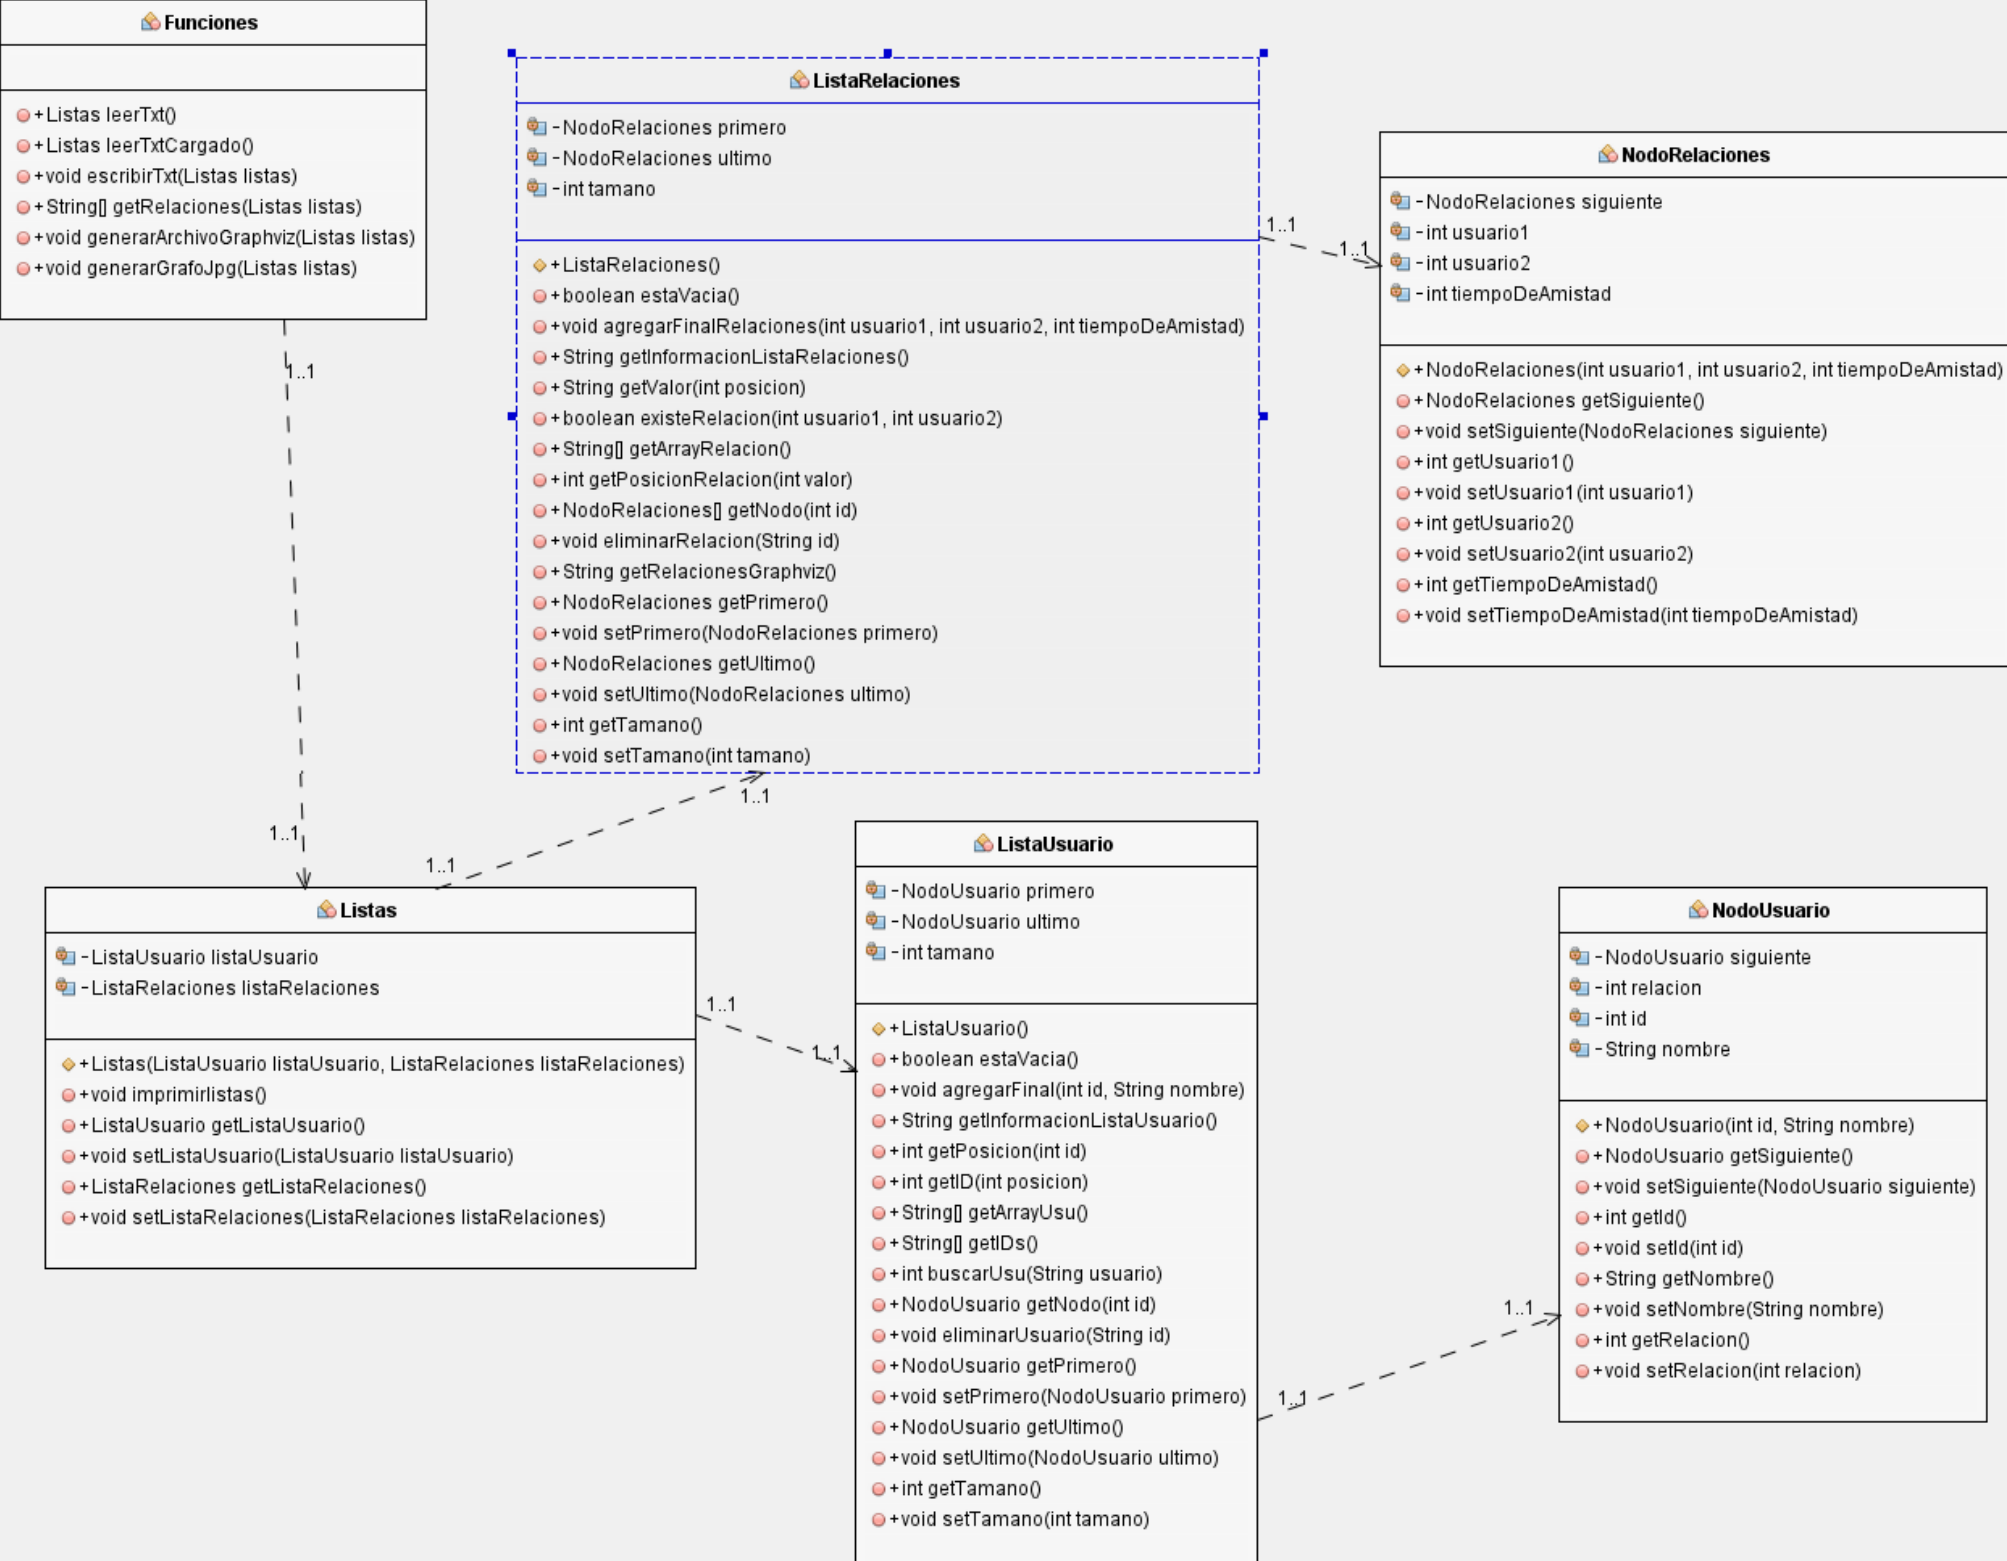 Funciones
+Listas leerTxt()
+Listas leerTxtCargado()
+void escribirTxt(Listas listas)
+String[] getRelaciones(Listas listas)
+void generarArchivoGraphviz(Listas listas)
+void generarGrafoJpg(Listas listas)
1..1
1..1
ListaRelaciones
-NodoRelaciones primero
-NodoRelaciones ultimo
-int tamano
+ListaRelaciones()
+boolean estaVacia()
+void agregarFinalRelaciones(int usuario1, int usuario2, int tiempoDeAmistad)
+String getInformacionListaRelaciones()
+String getValor(int posicion)
+boolean existeRelacion(int usuario1, int usuario2)
+String[] getArrayRelacion()
+int getPosicionRelacion(int valor)
+NodoRelaciones[] getNodo(int id)
+void eliminarRelacion(String id)
+String getRelacionesGraphviz()
+NodoRelaciones getPrimero()
+void setPrimero(NodoRelaciones primero)
+NodoRelaciones getUltimo()
+void setUltimo(NodoRelaciones ultimo)
+int getTamano()
+void setTamano(int tamano)
1..1
1..1
NodoRelaciones
-NodoRelaciones siguiente
-int usuario1
-int usuario2
-int tiempoDeAmistad
+NodoRelaciones(int usuario1, int usuario2, int tiempoDeAmistad)
+NodoRelaciones getSiguiente()
+void setSiguiente(NodoRelaciones siguiente)
+int getUsuario1()
+void setUsuario1(int usuario1)
+int getUsuario2()
+void setUsuario2(int usuario2)
+int getTiempoDeAmistad()
+void setTiempoDeAmistad(int tiempoDeAmistad)
1..1
1..1
Listas
-ListaUsuario listaUsuario
-ListaRelaciones listaRelaciones
+Listas(ListaUsuario listaUsuario, ListaRelaciones listaRelaciones)
+void imprimirlistas()
+ListaUsuario getListaUsuario()
+void setListaUsuario(ListaUsuario listaUsuario)
+ListaRelaciones getListaRelaciones()
+void setListaRelaciones(ListaRelaciones listaRelaciones)
1..1
1..1
ListaUsuario
-NodoUsuario primero
-NodoUsuario ultimo
-int tamano
+ListaUsuario()
+boolean estaVacia()
+void agregarFinal(int id, String nombre)
+String getInformacionListaUsuario()
+int getPosicion(int id)
+int getID(int posicion)
+String[] getArrayUsu()
+String[] getIDs()
+int buscarUsu(String usuario)
+NodoUsuario getNodo(int id)
+void eliminarUsuario(String id)
+NodoUsuario getPrimero()
+void setPrimero(NodoUsuario primero)
+NodoUsuario getUltimo()
+void setUltimo(NodoUsuario ultimo)
+int getTamano()
+void setTamano(int tamano)
1..1
1..1
NodoUsuario
-NodoUsuario siguiente
-int relacion
-int id
-String nombre
+NodoUsuario(int id, String nombre)
+NodoUsuario getSiguiente()
+void setSiguiente(NodoUsuario siguiente)
+int getId()
+void setId(int id)
+String getNombre()
+void setNombre(String nombre)
+int getRelacion()
+void setRelacion(int relacion)